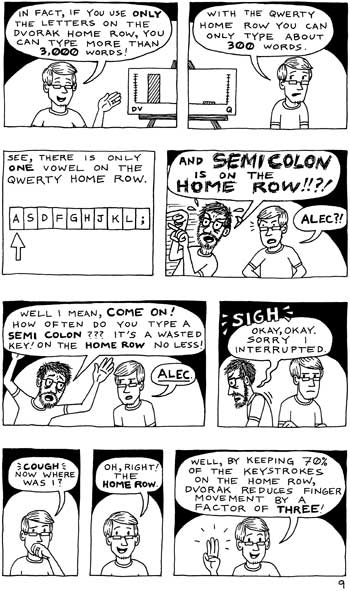 IN FACT, IF YOU USE ONLY
THE LETTERS ON THE
DVORAK HOME ROW, YOU
CAN TYPE MORE THAN
3,000 WORDS!
DV
Q
WITH THE QWERTY
HOME ROW YOU CAN
ONLY TYPE ABOUT
300 WORDS.
SEE, THERE IS ONLY
ONE VOWEL ON THE
QWERTY HOME ROW.
A S D F G H J K L ;
AND SEMICOLON
IS ON THE
HOME ROW!!?!
ALEC?!
WELL I MEAN, COME ON!
HOW OFTEN DO YOU TYPE A
SEMI COLON ??? IT'S A WASTED
KEY! ON THE HOME ROW NO LESS!
ALEC.
SIGH
OKAY, OKAY.
SORRY I
INTERRUPTED.
COUGH
NOW WHERE
WAS I?
OH, RIGHT!
THE
HOME ROW.
WELL, BY KEEPING 70%
OF THE KEYSTROKES
ON THE HOME ROW,
DVORAK REDUCES FINGER
MOVEMENT BY A
FACTOR OF THREE!
9